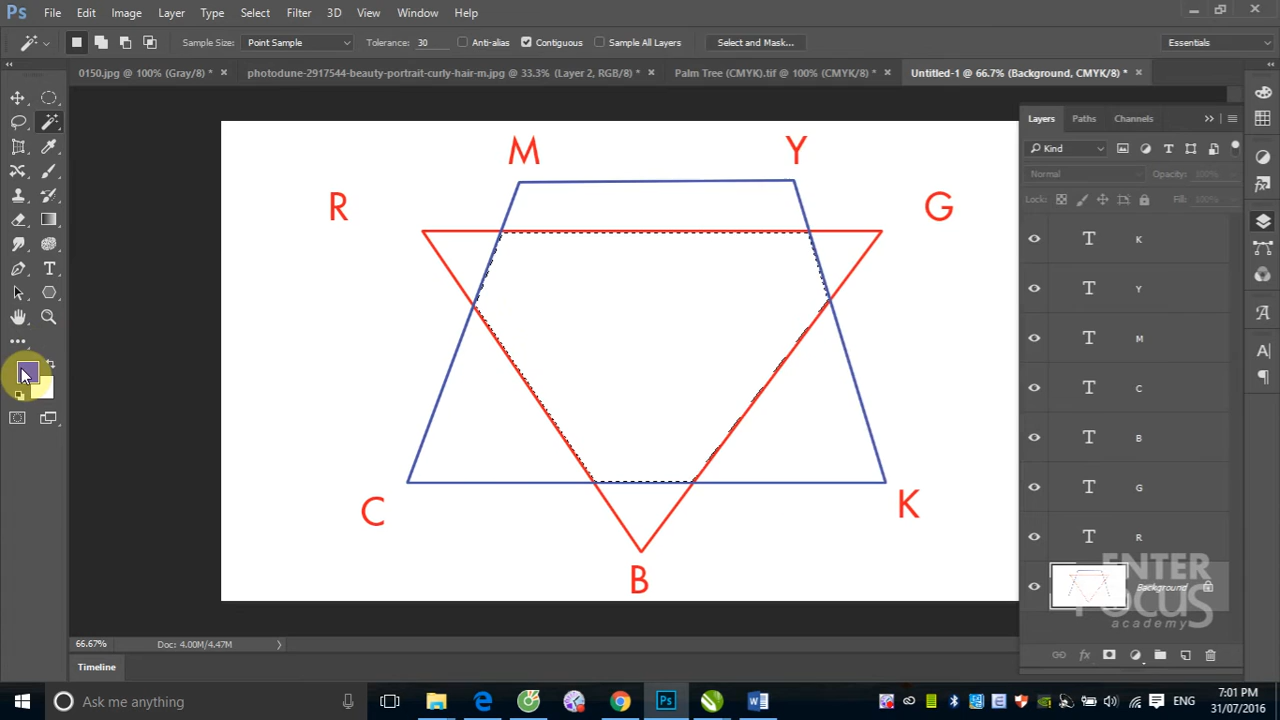 Ps File Edit Image Layer Type Select Filter 3D View Window Help
Sample Size: Point Sample Tolerance: 30 Anti-alias Contiguous Sample All Layers Select and Mask... Essentials
0150.jpg @ 100% (Gray/8) * × photodune-2917544-beauty-portrait-curly-hair-m.jpg @ 33.3% (Layer 2, RGB/8) * × Palm Tree (CMYK).tif @ 100% (CMYK/8) * × Untitled-1 @ 66.7% (Background, CMYK/8) * ×
Layers Paths Channels
Kind
Normal Opacity: 100%
Lock: Fill: 100%
M Y
R G
C K
B
T K
T Y
T M
T C
T B
T G
T R
Background
ENTER
FOCUS
academy
66.67% Doc: 4.00M/4.47M
Timeline
Ask me anything
ENG
7:01 PM
31/07/2016